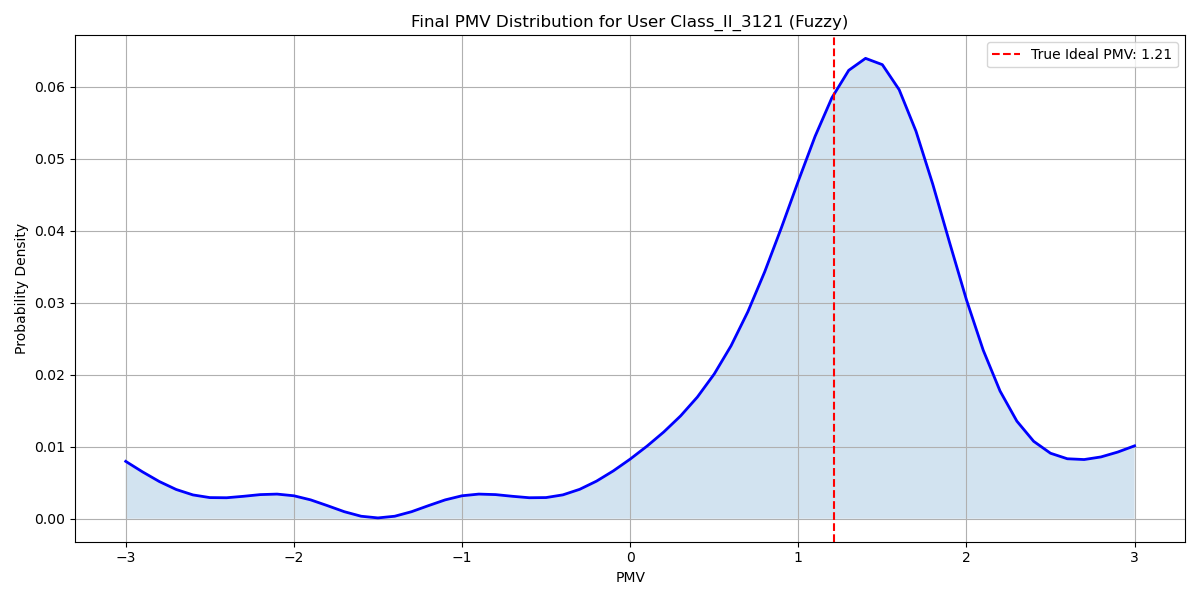 Final PMV Distribution for User Class_II_3121 (Fuzzy)
True Ideal PMV: 1.21
Probability Density
0.06
0.05
0.04
0.03
0.02
0.01
0.00
−3 −2 −1 0 1 2 3
PMV